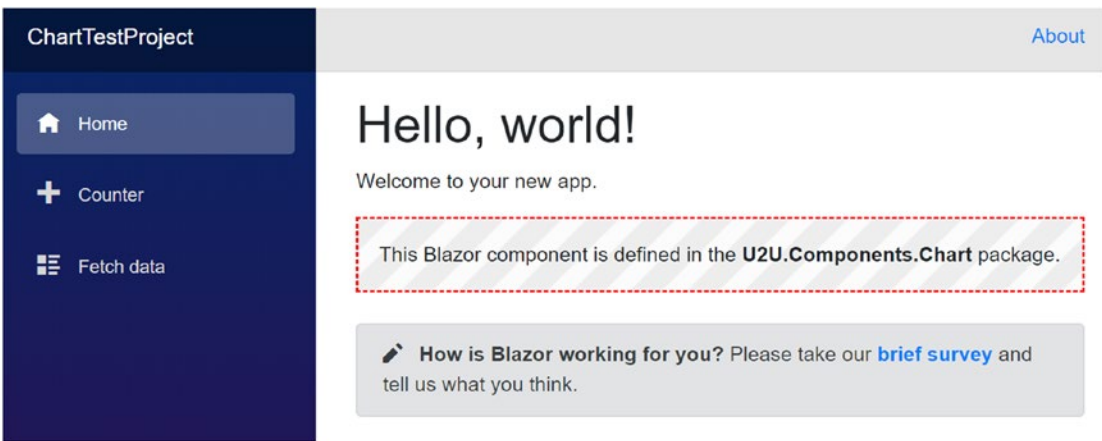 ChartTestProject
About
Home
Counter
Fetch data
Hello, world!
Welcome to your new app.
This Blazor component is defined in the U2U.Components.Chart package.
How is Blazor working for you? Please take our brief survey and
tell us what you think.